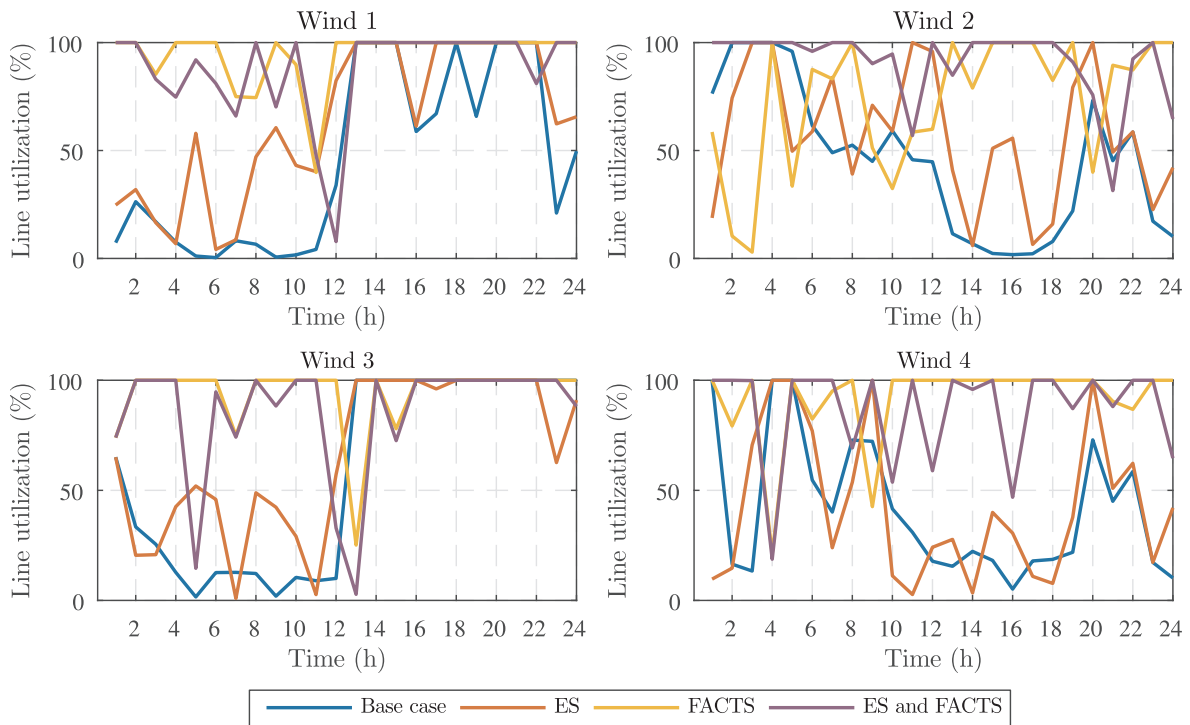 Wind 1
Line utilization (%)
100
50
0
2 4 6 8 10 12 14 16 18 20 22 24
Time (h)
Wind 2
Line utilization (%)
100
50
0
2 4 6 8 10 12 14 16 18 20 22 24
Time (h)
Wind 3
Line utilization (%)
100
50
0
2 4 6 8 10 12 14 16 18 20 22 24
Time (h)
Wind 4
Line utilization (%)
100
50
0
2 4 6 8 10 12 14 16 18 20 22 24
Time (h)
Base case ES FACTS ES and FACTS